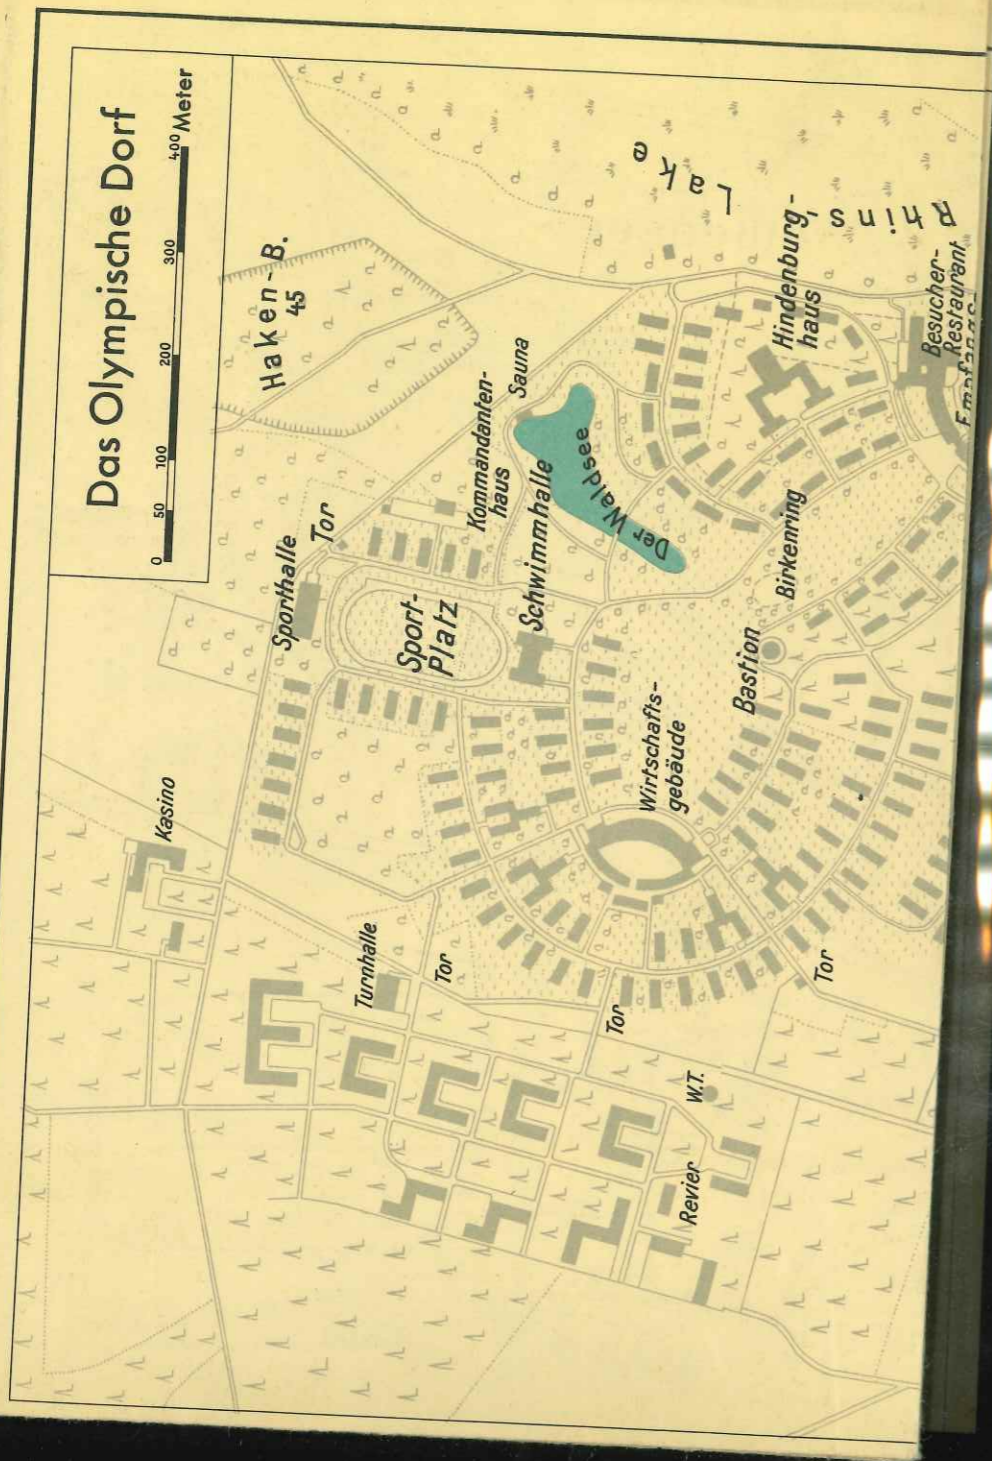 Das Olympische Dorf
0 50 100 200 300 400 Meter
Haken-B.
45
Lake
Rhins-
Sporthalle
Tor
Kommandanten-
haus
Sauna
Sport-
Platz
Schwimmhalle
Der Waldsee
Hindenburg-
haus
Besucher-
Restaurant
Empfangs-
Birkenring
Bastion
Wirtschafts-
gebäude
Kasino
Turnhalle
Tor
Tor
Tor
W.T.
Revier